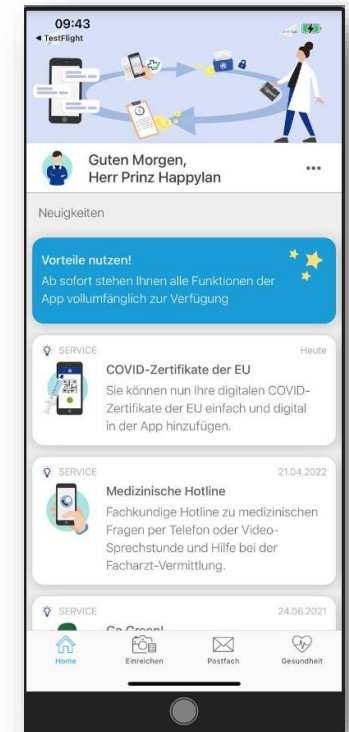 09:43
◀ TestFlight
Guten Morgen,
Herr Prinz Happylan
Neuigkeiten
Vorteile nutzen!
Ab sofort stehen Ihnen alle Funktionen der
App vollumfänglich zur Verfügung
SERVICE
Heute
COVID-Zertifikate der EU
Sie können nun Ihre digitalen COVID-
Zertifikate der EU einfach und digital
in der App hinzufügen.
SERVICE
21.04.2022
Medizinische Hotline
Fachkundige Hotline zu medizinischen
Fragen per Telefon oder Video-
Sprechstunde und Hilfe bei der
Facharzt-Vermittlung.
SERVICE
24.06.2021
Go Green!
Home
Einreichen
Postfach
Gesundheit